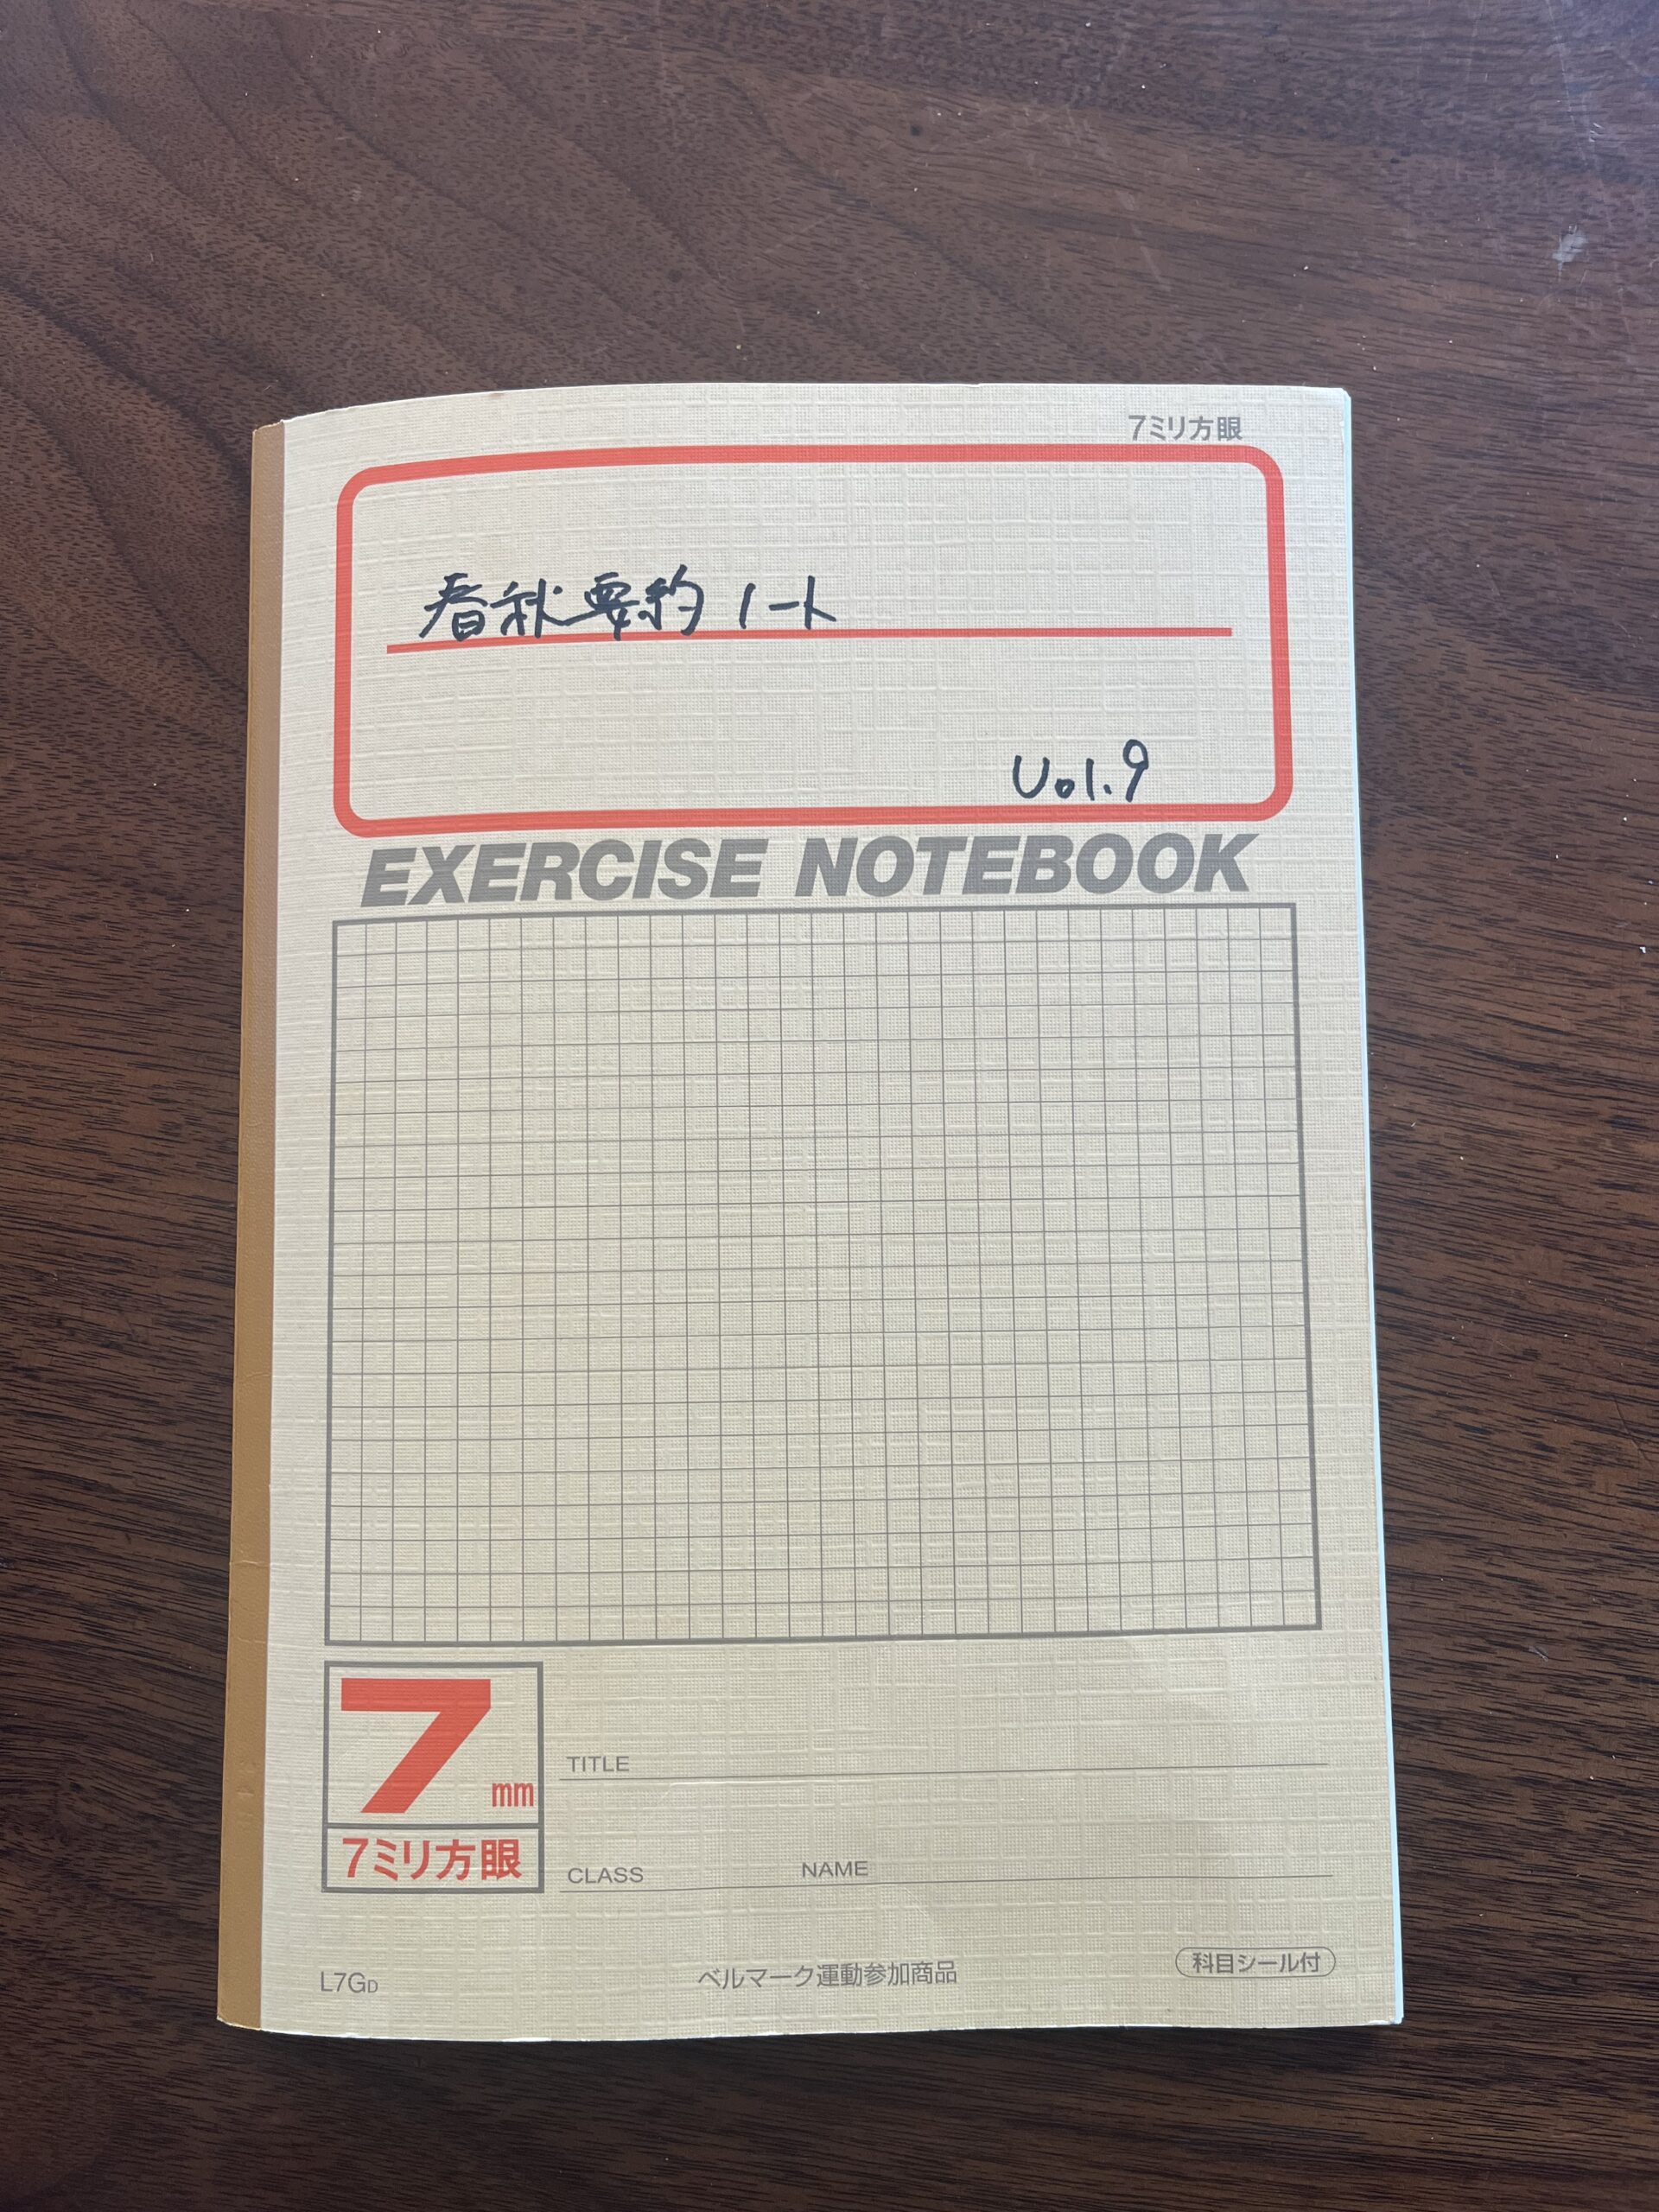 7ミリ方眼
春秋要約ノート
Vol.9
EXERCISE NOTEBOOK
7mm
7ミリ方眼
TITLE
CLASS NAME
L7GD
ベルマーク運動参加商品
科目シール付